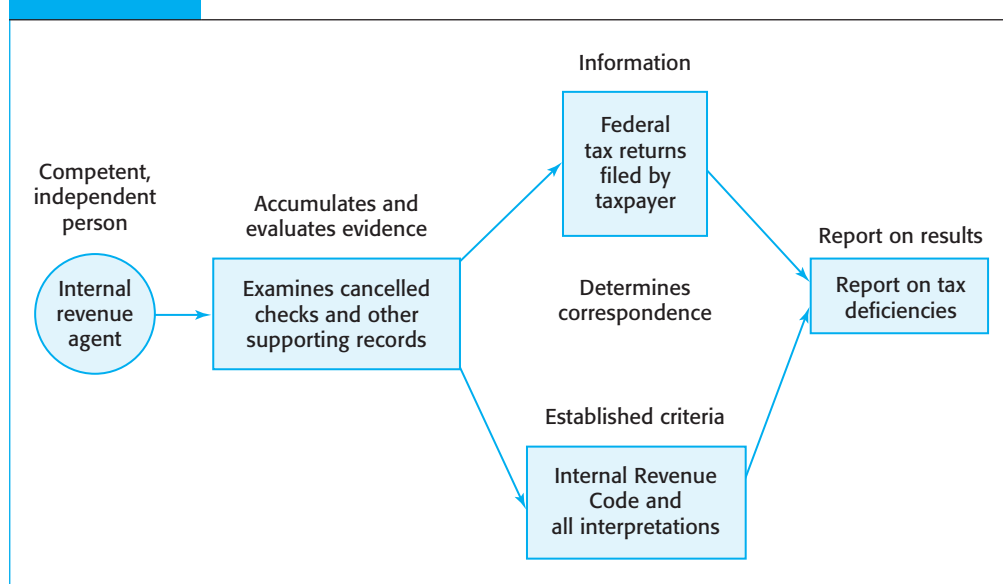 Competent,
independent
person
Internal
revenue
agent
Accumulates and
evaluates evidence
Examines cancelled
checks and other
supporting records
Information
Federal
tax returns
filed by
taxpayer
Determines
correspondence
Established criteria
Internal Revenue
Code and
all interpretations
Report on results
Report on tax
deficiencies